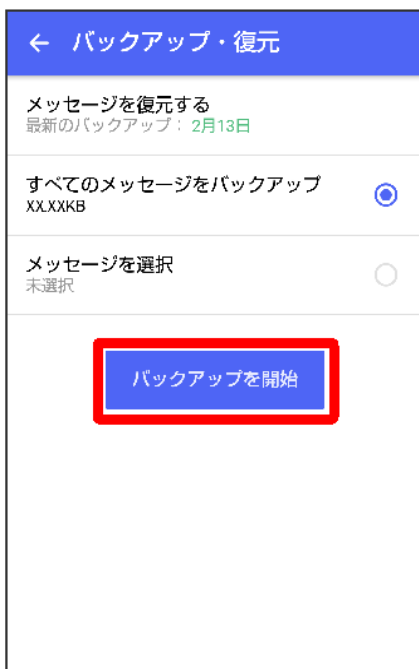 ← バックアップ・復元
メッセージを復元する
最新のバックアップ： 2月13日
すべてのメッセージをバックアップ
XX.XXKB
メッセージを選択
未選択
バックアップを開始